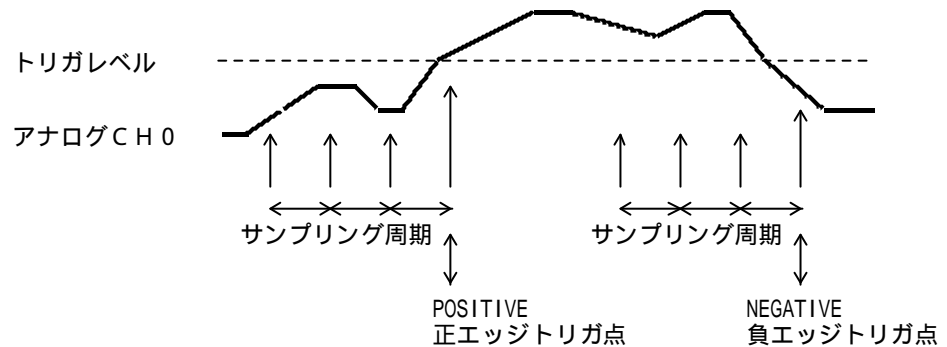 トリガレベル
アナログＣＨ０
サンプリング周期
サンプリング周期
POSITIVE
正エッジトリガ点
NEGATIVE
負エッジトリガ点